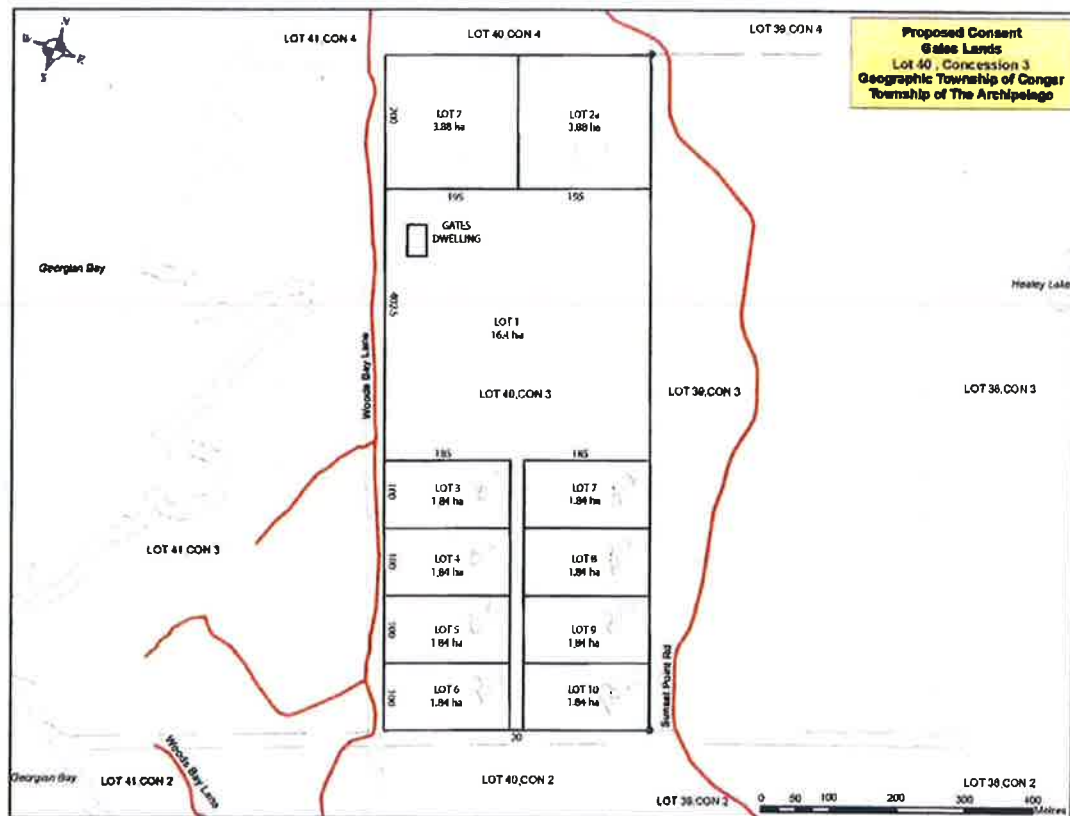 LOT 41, CON 4
LOT 40, CON 4
LOT 39, CON 4
Proposed Consent
Gates Lands
Lot 40 , Concession 3
Geographic Township of Conger
Township of The Archipelago
N
W
E
S
200
LOT 2
3.88 ha
LOT 2a
3.88 ha
195
195
GATES
DWELLING
Georgian Bay
Healey Lake
402.5
LOT 1
16.4 ha
Woods Bay Lane
LOT 40, CON 3
LOT 39, CON 3
LOT 38, CON 3
185
185
100
LOT 3
1.84 ha
LOT 7
1.84 ha
LOT 41 CON 3
100
LOT 4
1.84 ha
LOT 8
1.84 ha
100
LOT 5
1.84 ha
LOT 9
1.84 ha
Sunset Point Rd
100
LOT 6
1.84 ha
LOT 10
1.84 ha
20
Woods Bay Lane
Georgian Bay
LOT 41 CON 2
LOT 40, CON 2
LOT 39, CON 2
LOT 38, CON 2
0 50 100 200 300 400
Metres